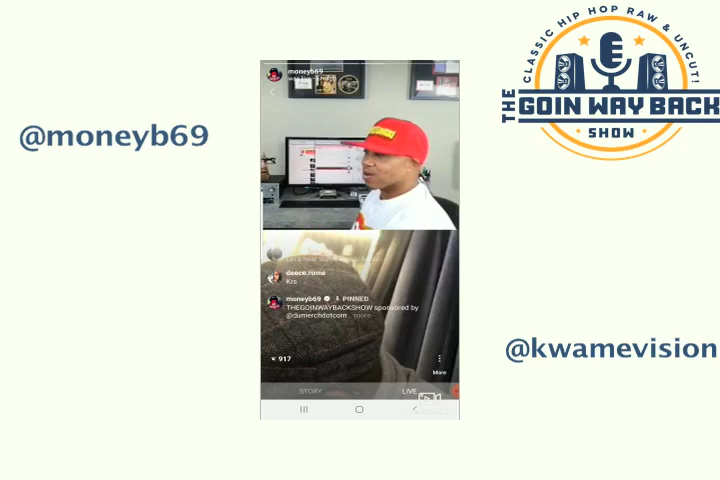 CLASSIC HIP HOP RAW & UNCUT!
THE
GOIN WAY BACK
SHOW
@moneyb69
moneyb69
deece.rome
Krs
moneyb69 PINNED
THEGOINWAYBACKSHOW sponsored by
@dumerchdotcom... more
917
More
STORY
LIVE
@kwamevision